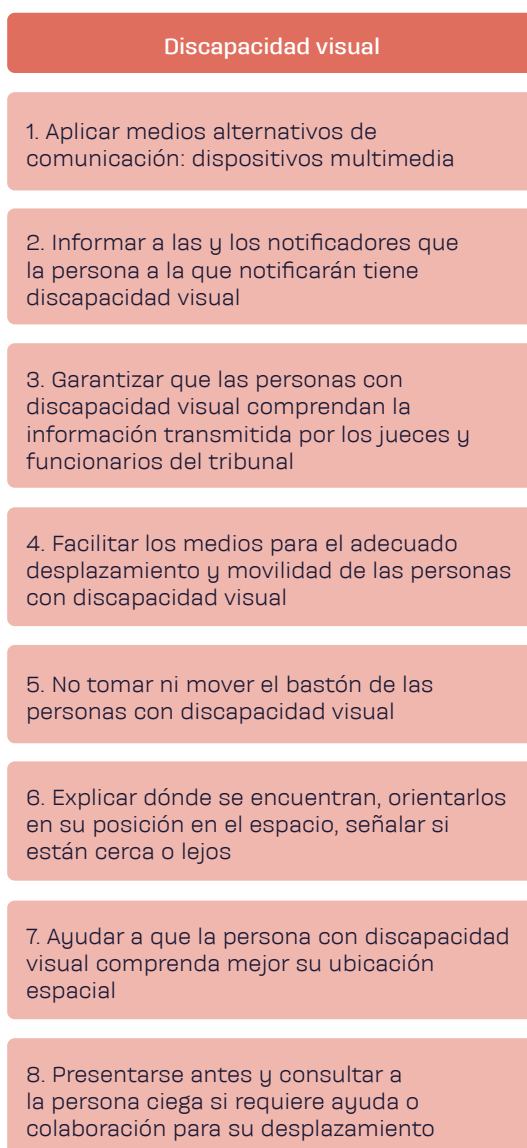 Discapacidad visual
1. Aplicar medios alternativos de
comunicación: dispositivos multimedia
2. Informar a las y los notificadores que
la persona a la que notificarán tiene
discapacidad visual
3. Garantizar que las personas con
discapacidad visual comprendan la
información transmitida por los jueces y
funcionarios del tribunal
4. Facilitar los medios para el adecuado
desplazamiento y movilidad de las personas
con discapacidad visual
5. No tomar ni mover el bastón de las
personas con discapacidad visual
6. Explicar dónde se encuentran, orientarlos
en su posición en el espacio, señalar si
están cerca o lejos
7. Ayudar a que la persona con discapacidad
visual comprenda mejor su ubicación
espacial
8. Presentarse antes y consultar a
la persona ciega si requiere ayuda o
colaboración para su desplazamiento